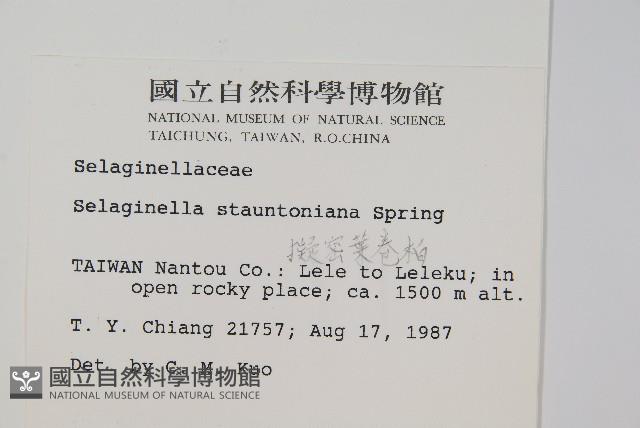 國立自然科學博物館
NATIONAL MUSEUM OF NATURAL SCIENCE
TAICHUNG, TAIWAN, R.O.CHINA
Selaginellaceae
Selaginella stauntoniana Spring
擬密葉卷柏
TAIWAN Nantou Co.: Lele to Leleku; in
open rocky place; ca. 1500 m alt.
T. Y. Chiang 21757; Aug 17, 1987
Det. by C. M. Kuo
國立自然科學博物館
NATIONAL MUSEUM OF NATURAL SCIENCE